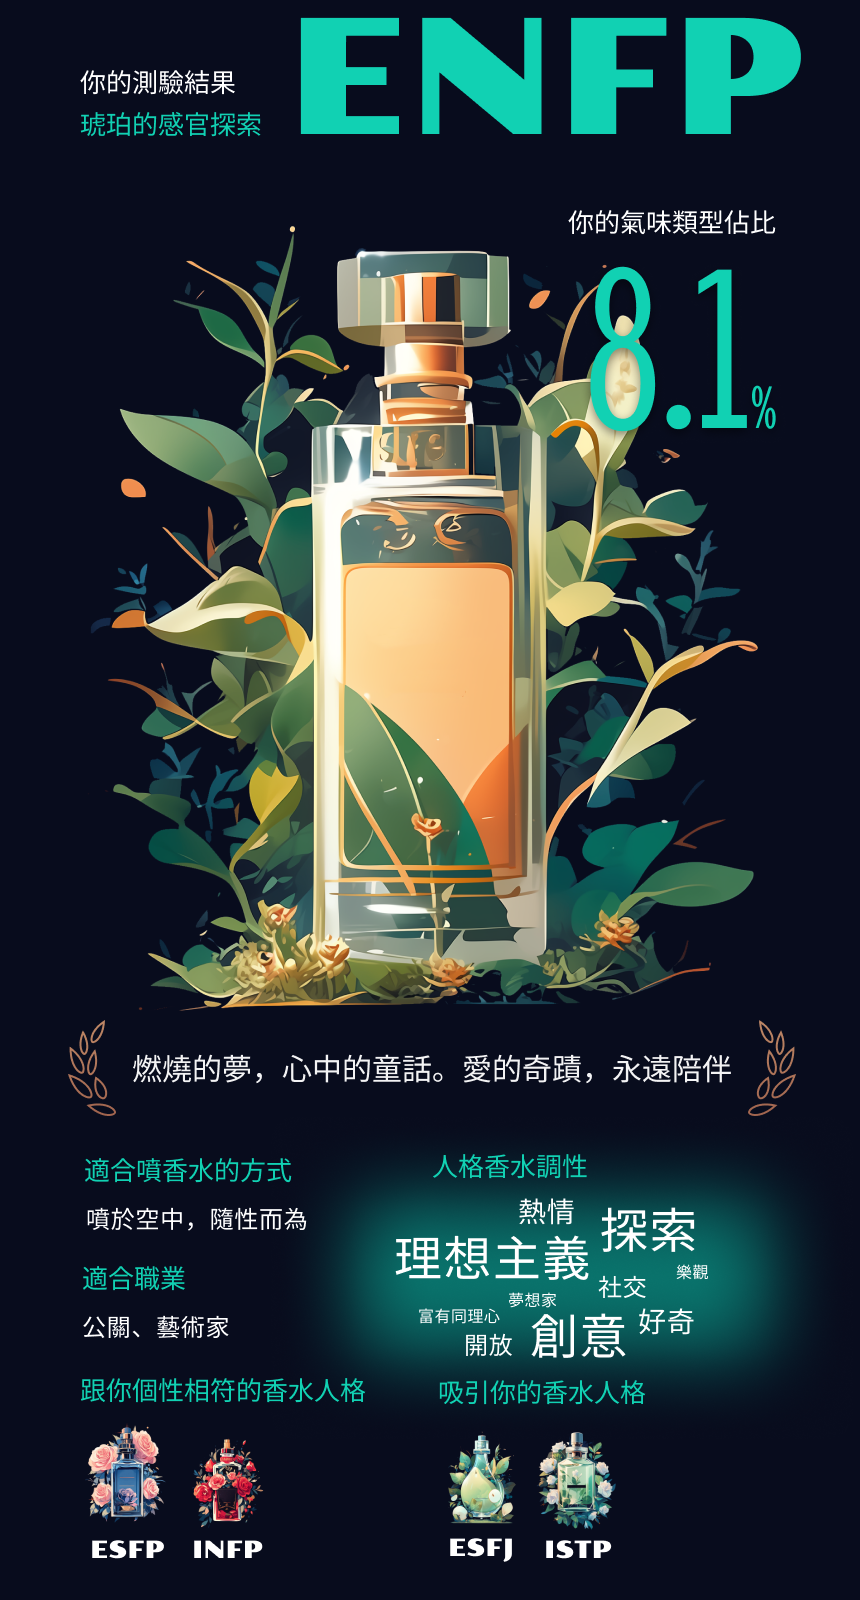 ENFP
你的測驗結果
琥珀的感官探索
你的氣味類型佔比
8.1%
燃燒的夢，心中的童話。愛的奇蹟，永遠陪伴
適合噴香水的方式
噴於空中，隨性而為
適合職業
公關、藝術家
人格香水調性
熱情
探索
理想主義
樂觀
社交
夢想家
富有同理心
好奇
創意
開放
跟你個性相符的香水人格
ESFP INFP
吸引你的香水人格
ESFJ ISTP